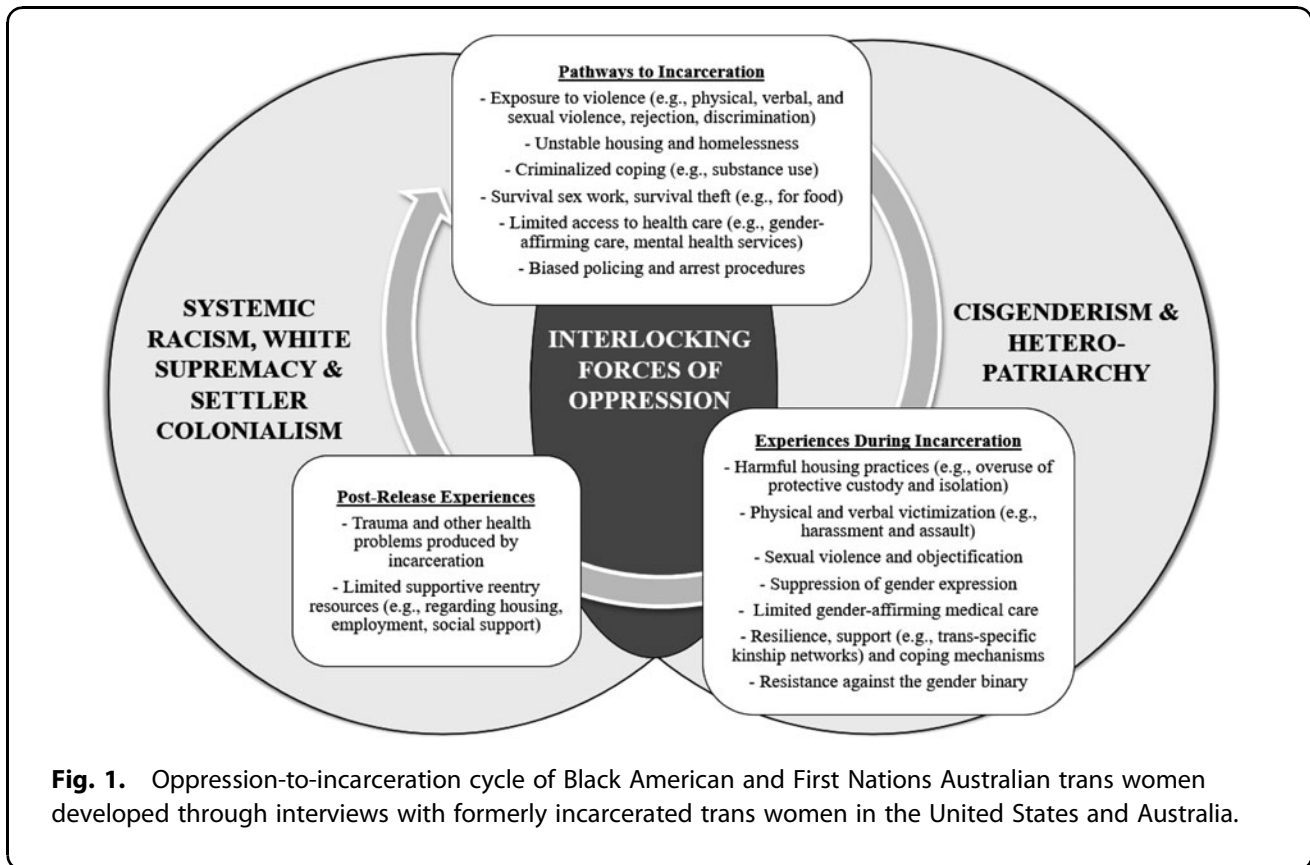 Pathways to Incarceration
- Exposure to violence (e.g., physical, verbal, and
sexual violence, rejection, discrimination)
- Unstable housing and homelessness
- Criminalized coping (e.g., substance use)
- Survival sex work, survival theft (e.g., for food)
- Limited access to health care (e.g., gender-
affirming care, mental health services)
- Biased policing and arrest procedures
SYSTEMIC
RACISM, WHITE
SUPREMACY &
SETTLER
COLONIALISM
INTERLOCKING
FORCES OF
OPPRESSION
CISGENDERISM &
HETERO-
PATRIARCHY
Experiences During Incarceration
- Harmful housing practices (e.g., overuse of
protective custody and isolation)
- Physical and verbal victimization (e.g.,
harassment and assault)
- Sexual violence and objectification
- Suppression of gender expression
- Limited gender-affirming medical care
- Resilience, support (e.g., trans-specific
kinship networks) and coping mechanisms
- Resistance against the gender binary
Post-Release Experiences
- Trauma and other health
problems produced by
incarceration
- Limited supportive reentry
resources (e.g., regarding housing,
employment, social support)
Fig. 1. Oppression-to-incarceration cycle of Black American and First Nations Australian trans women
developed through interviews with formerly incarcerated trans women in the United States and Australia.